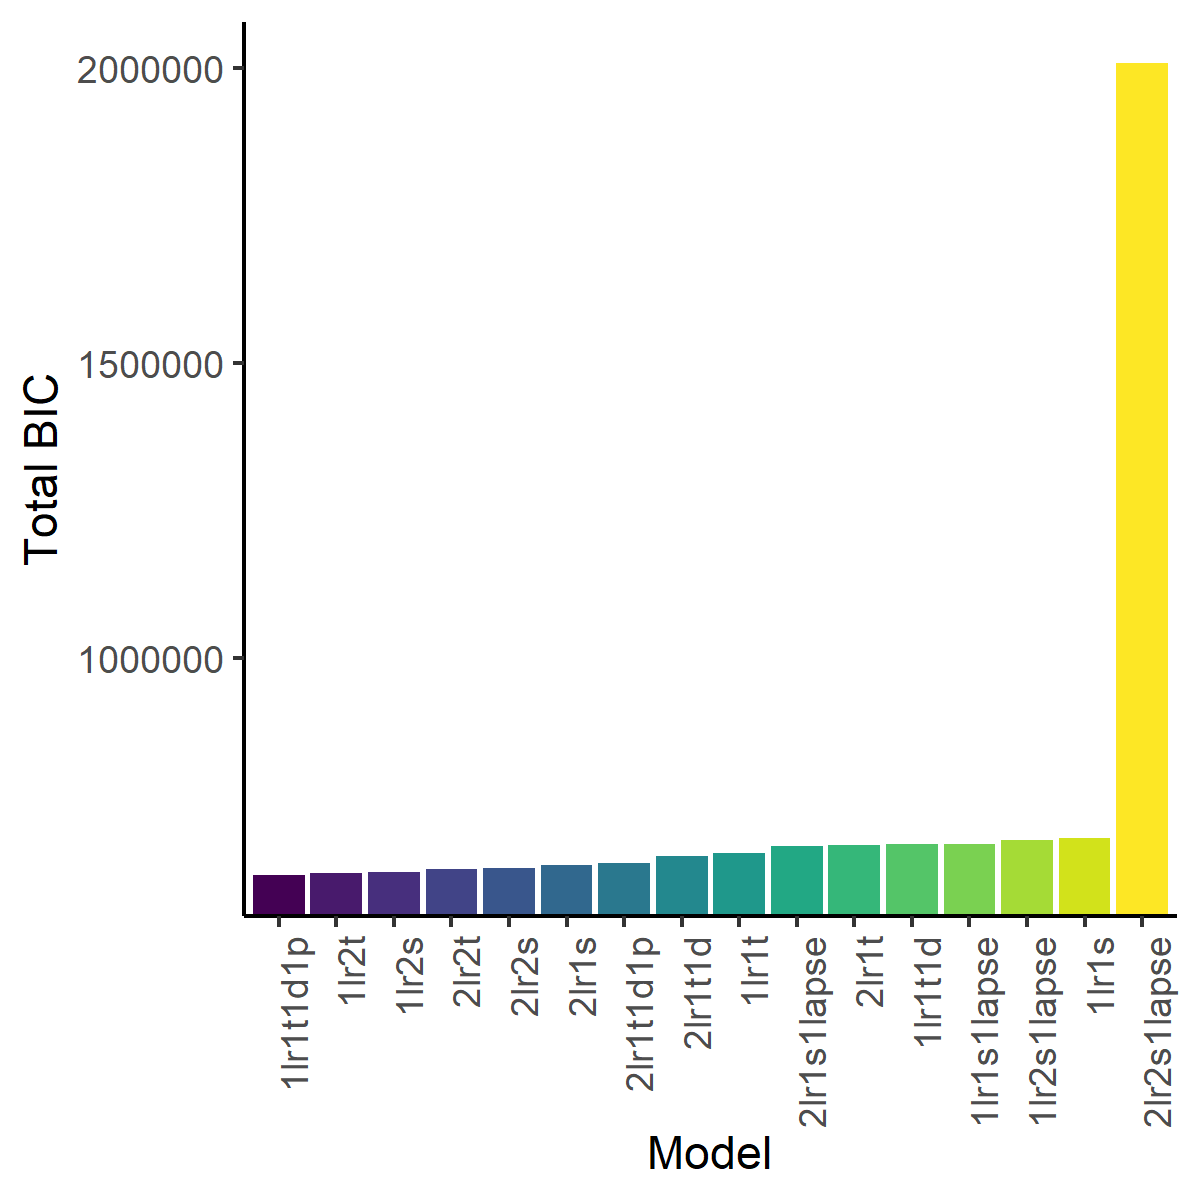 Total BIC
2000000
1500000
1000000
1lr1t1d1p
1lr2t
1lr2s
2lr2t
2lr2s
2lr1s
2lr1t1d1p
2lr1t1d
1lr1t
2lr1s1lapse
2lr1t
1lr1t1d
1lr1s1lapse
1lr2s1lapse
1lr1s
2lr2s1lapse
Model